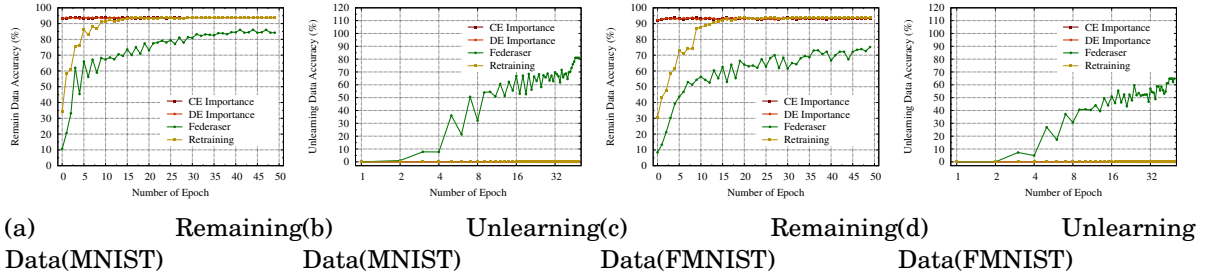 Remain Data Accuracy (%)
100
90
80
70
60
50
40
30
20
10
0
CE Importance
DE Importance
Federaser
Retraining
0 5 10 15 20 25 30 35 40 45 50
Number of Epoch
Unlearning Data Accuracy (%)
120
110
100
90
80
70
60
50
40
30
20
10
0
CE Importance
DE Importance
Federaser
Retraining
1 2 4 8 16 32
Number of Epoch
Remain Data Accuracy (%)
100
90
80
70
60
50
40
30
20
10
0
CE Importance
DE Importance
Federaser
Retraining
0 5 10 15 20 25 30 35 40 45 50
Number of Epoch
Unlearning Data Accuracy (%)
120
110
100
90
80
70
60
50
40
30
20
10
0
CE Importance
DE Importance
Federaser
Retraining
1 2 4 8 16 32
Number of Epoch
(a) Remaining
Data(MNIST)
(b) Unlearning
Data(MNIST)
(c) Remaining
Data(FMNIST)
(d) Unlearning
Data(FMNIST)